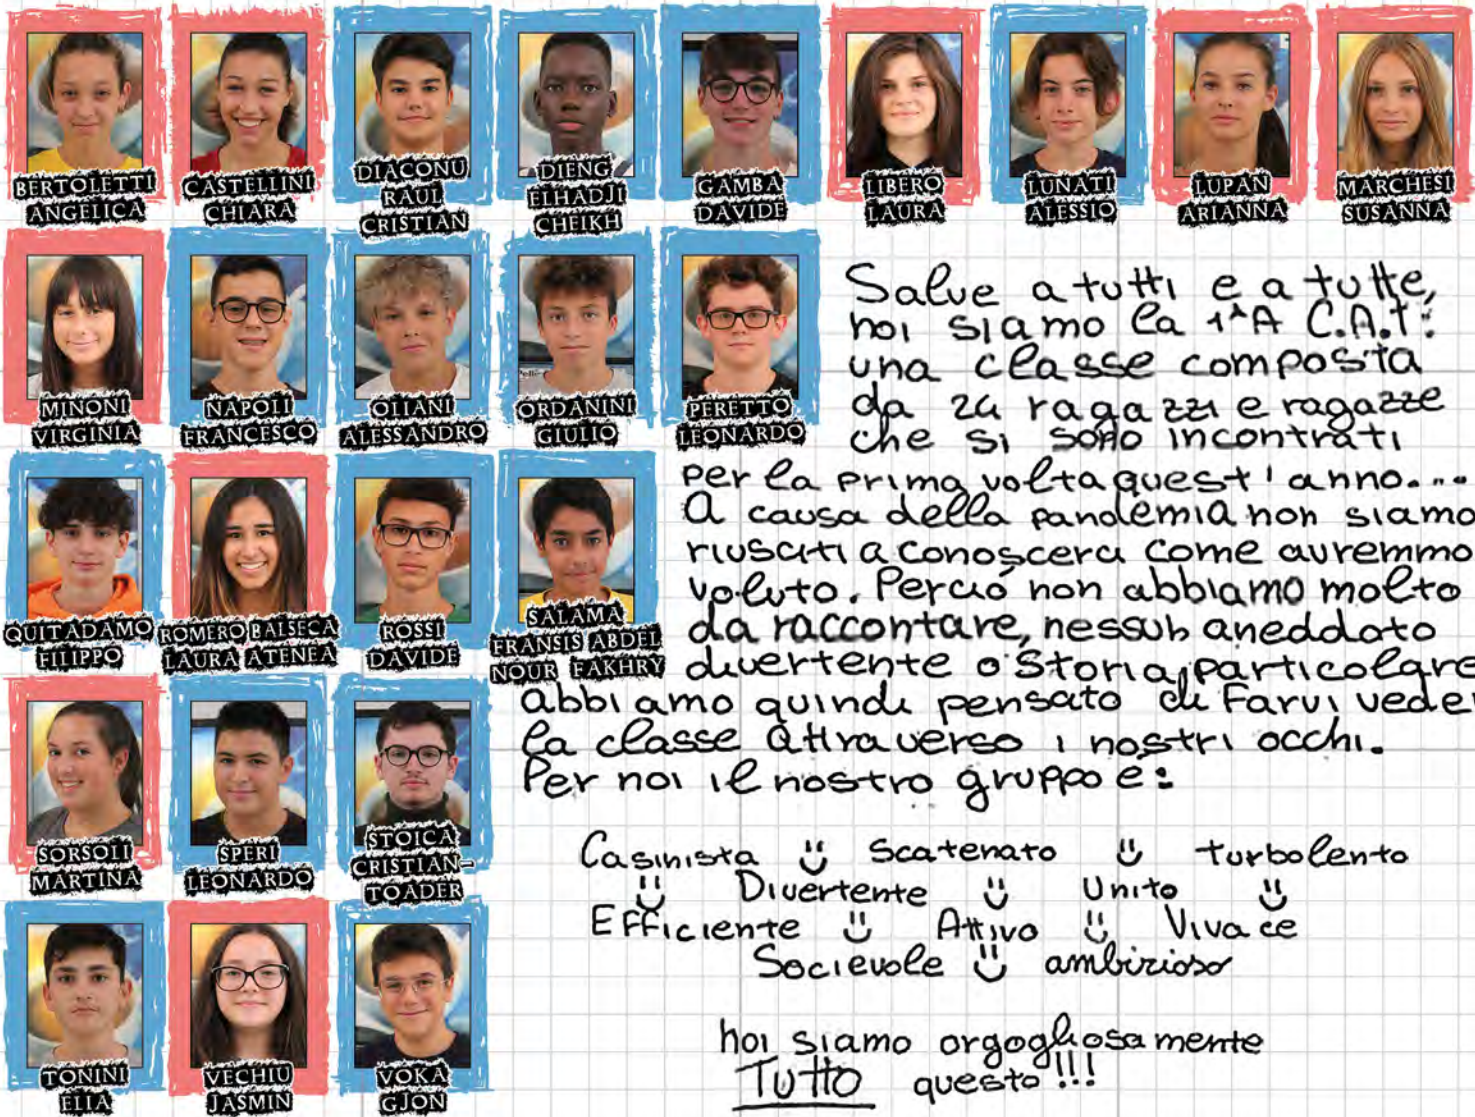 BERTOLETTI
ANGELICA
CASTELLINI
CHIARA
DIACONU
RAUL
CRISTIAN
DIENG
ELHADJI
CHEIKH
GAMBA
DAVIDE
LIBERO
LAURA
LUNATI
ALESSIO
LUPAN
ARIANNA
MARCHESI
SUSANNA
MINONI
VIRGINIA
NAPOLI
FRANCESCO
OLIANI
ALESSANDRO
ORDANINI
GIULIO
PERETTO
LEONARDO
Salve a tutti e a tutte,
noi siamo la 1^A C.A.T:
una classe composta
da 24 ragazzi e ragazze
che si sono incontrati
per la prima volta quest'anno....
A causa della pandemia non siamo
riusciti a conoscerci come avremmo
voluto. Perció non abbiamo molto
da raccontare, nessun aneddoto
divertente o storia particolare
abbiamo quindi pensato di farvi veder
la classe attraverso i nostri occhi.
Per noi il nostro gruppo é:
QUITADAMO
FILIPPO
ROMERO BALSECA
LAURA ATENEA
ROSSI
DAVIDE
SALAMA
FRANSIS ABDEL
NOUR FAKHRY
SORSOLI
MARTINA
SPERI
LEONARDO
STOICA
CRISTIAN-
TOADER
Casinista Scatenato turbolento
Divertente Unito
Efficiente Attivo Vivace
Socievole ambizioso
TONINI
ELIA
VECHIU
JASMIN
VOKA
GJON
noi siamo orgogliosamente
Tutto questo!!!